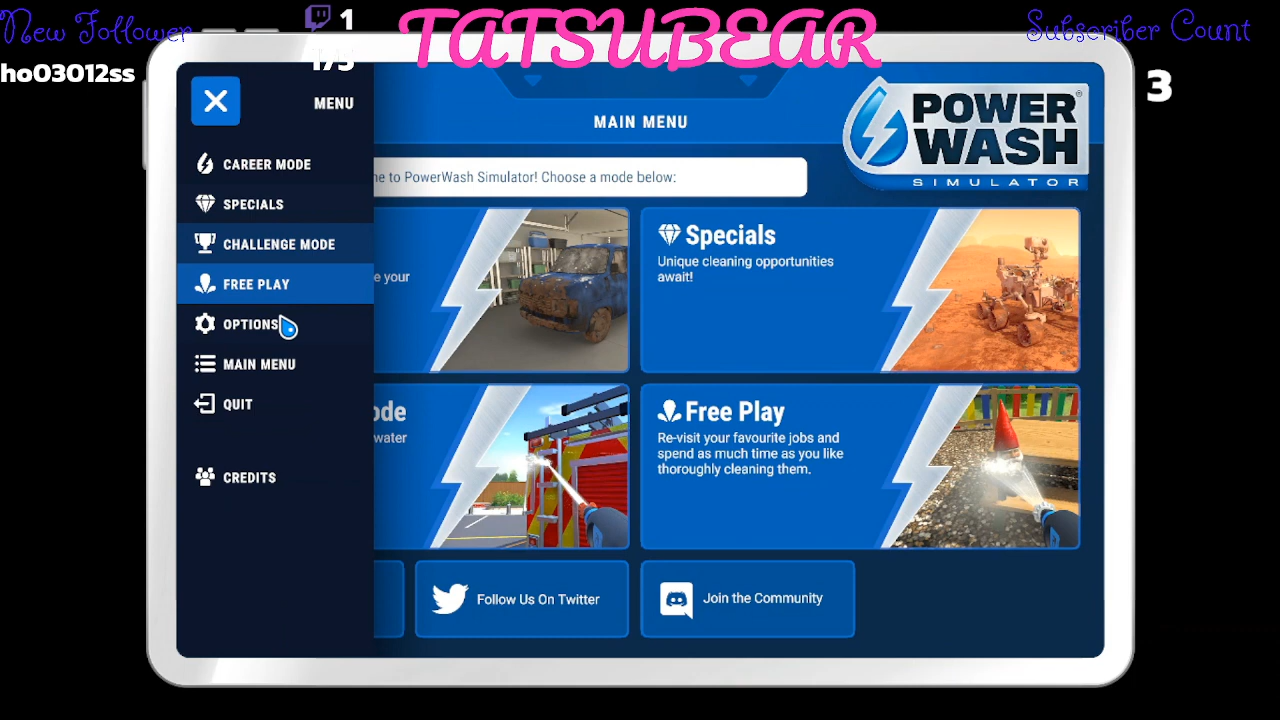 New Follower
1
TATSUBEAR
Subscriber Count
173
ho03012ss
3
MENU
MAIN MENU
POWER
WASH
SIMULATOR
CAREER MODE
me to PowerWash Simulator! Choose a mode below:
SPECIALS
CHALLENGE MODE
Specials
Unique cleaning opportunities
await!
e your
FREE PLAY
OPTIONS
MAIN MENU
QUIT
ode
water
Free Play
Re-visit your favourite jobs and
spend as much time as you like
thoroughly cleaning them.
CREDITS
Follow Us On Twitter
Join the Community